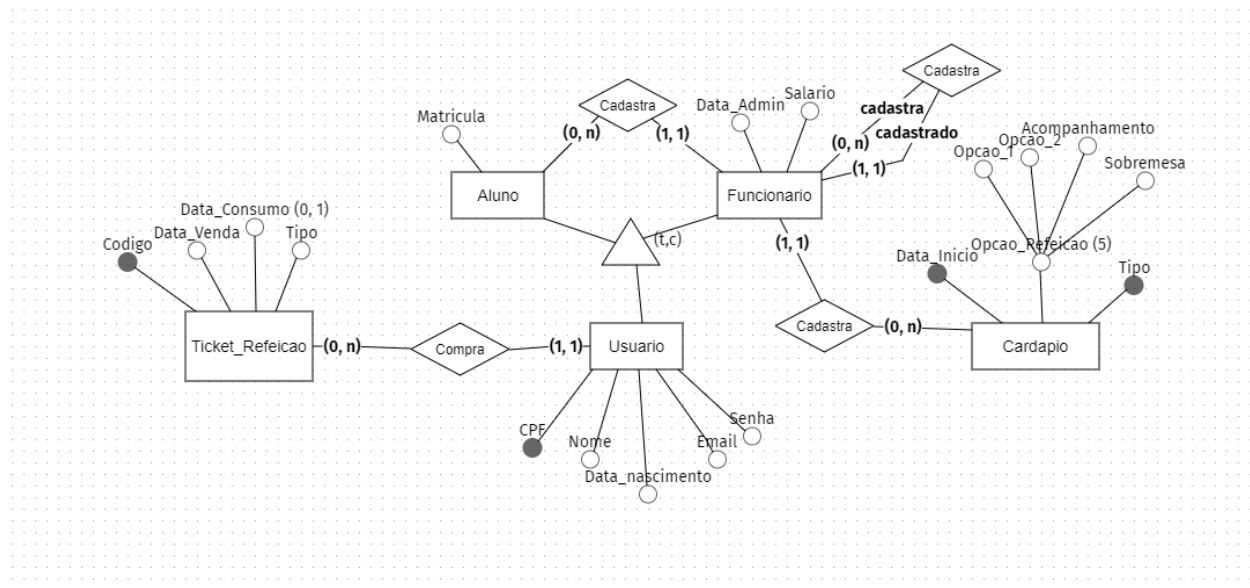 Cadastra
Cadastra
Data_Admin
Salario
cadastra
Matricula
(0, n)
(1, 1)
cadastrado
(0, n)
(1, 1)
Acompanhamento
Opcao_2
Opcao_1
Sobremesa
Aluno
Funcionario
Data_Consumo (0, 1)
Data_Venda
Tipo
Codigo
(t,c)
(1, 1)
Opcao_Refeicao (5)
Data_Inicio
Tipo
Ticket_Refeicao
(0, n)
Compra
(1, 1)
Usuario
Cadastra
(0, n)
Cardapio
CPF
Nome
Data_nascimento
Email
Senha